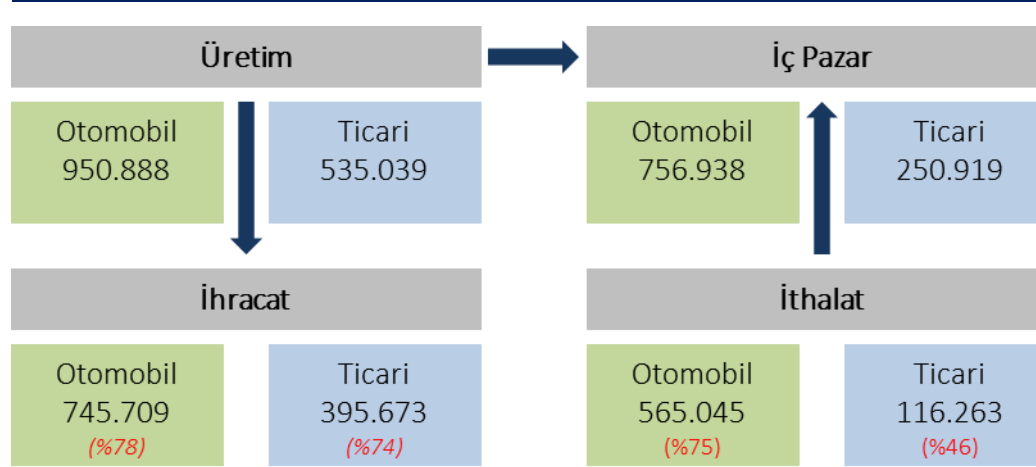 Üretim
İç Pazar
Otomobil
950.888
Ticari
535.039
Otomobil
756.938
Ticari
250.919
İhracat
İthalat
Otomobil
745.709
(%78)
Ticari
395.673
(%74)
Otomobil
565.045
(%75)
Ticari
116.263
(%46)